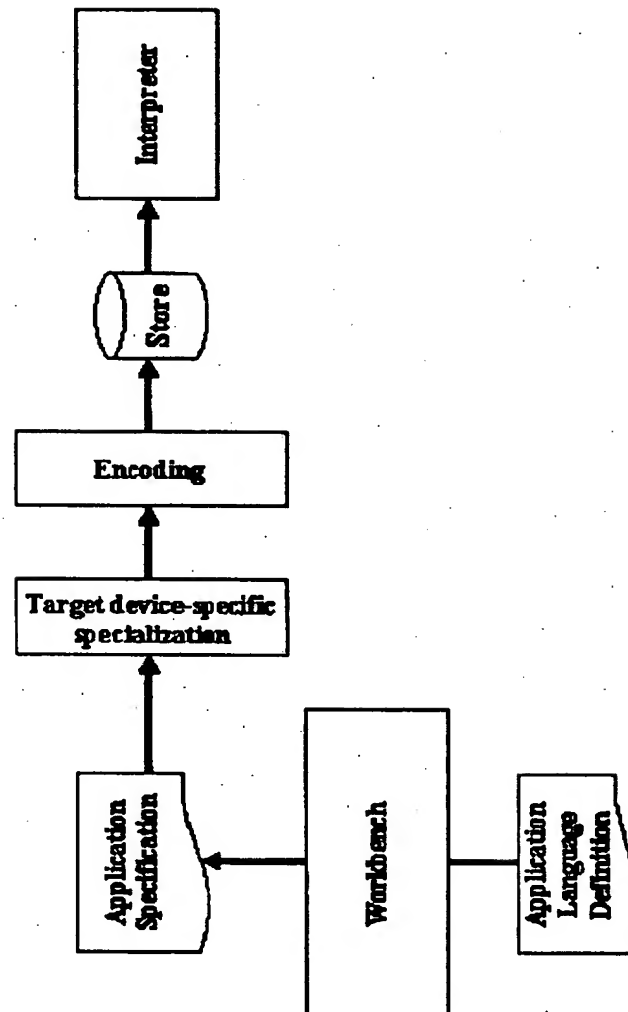 Interpreter
Store
Encoding
Target device-specific
specialization
Application
Specification
Workbench
Application
Language
Definition